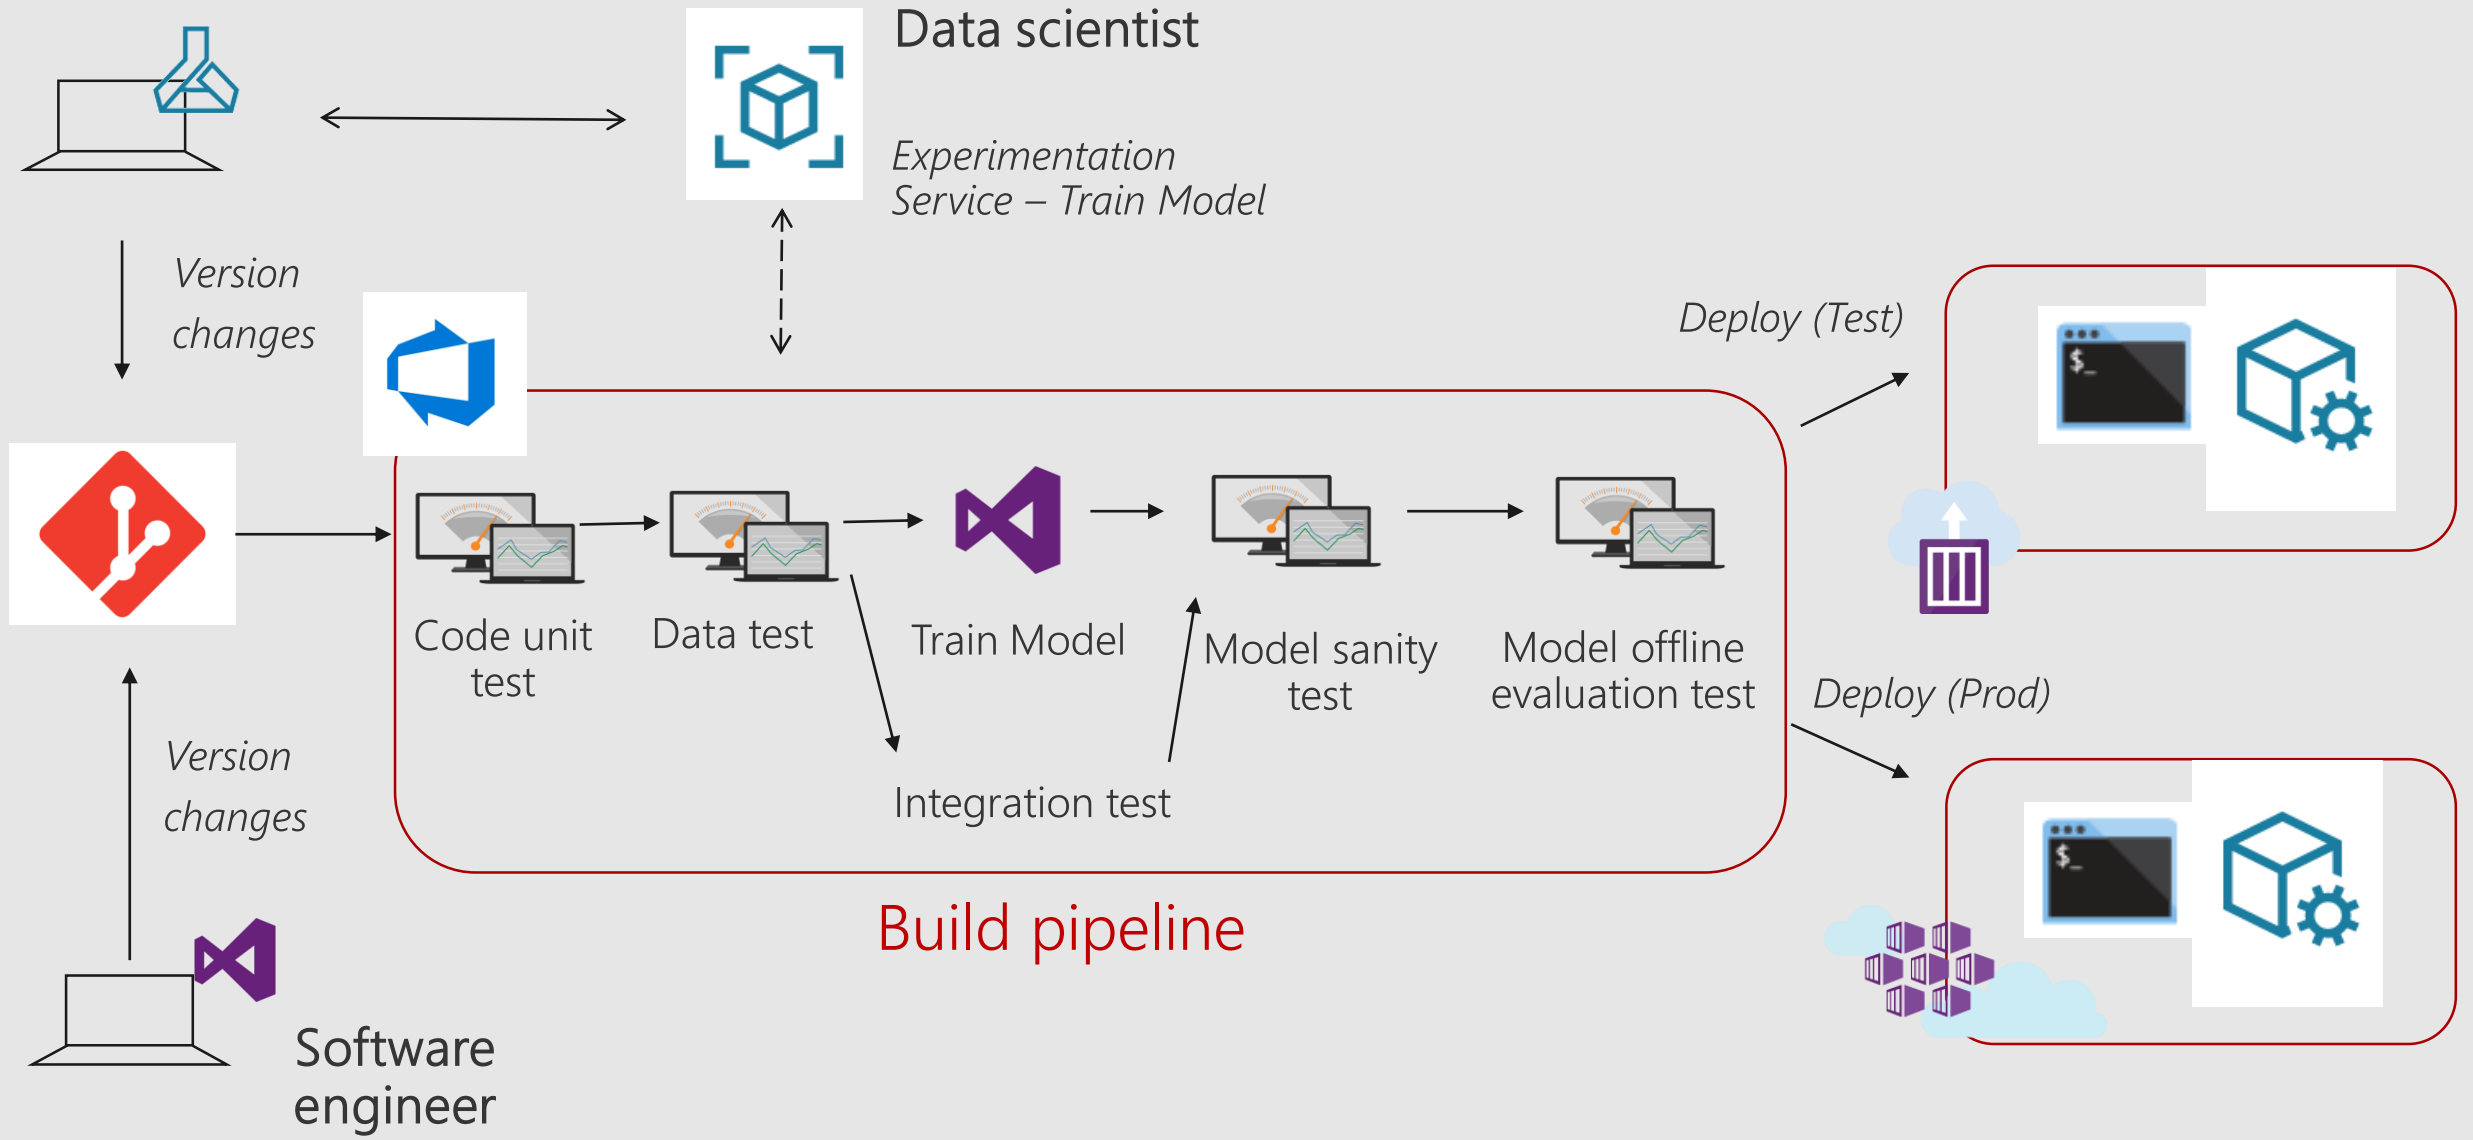 Data scientist
Experimentation
Service – Train Model
Version
changes
Deploy (Test)
$_
Code unit
test
Data test
Train Model
Model sanity
test
Model offline
evaluation test
Integration test
Deploy (Prod)
Version
changes
$_
Build pipeline
Software
engineer